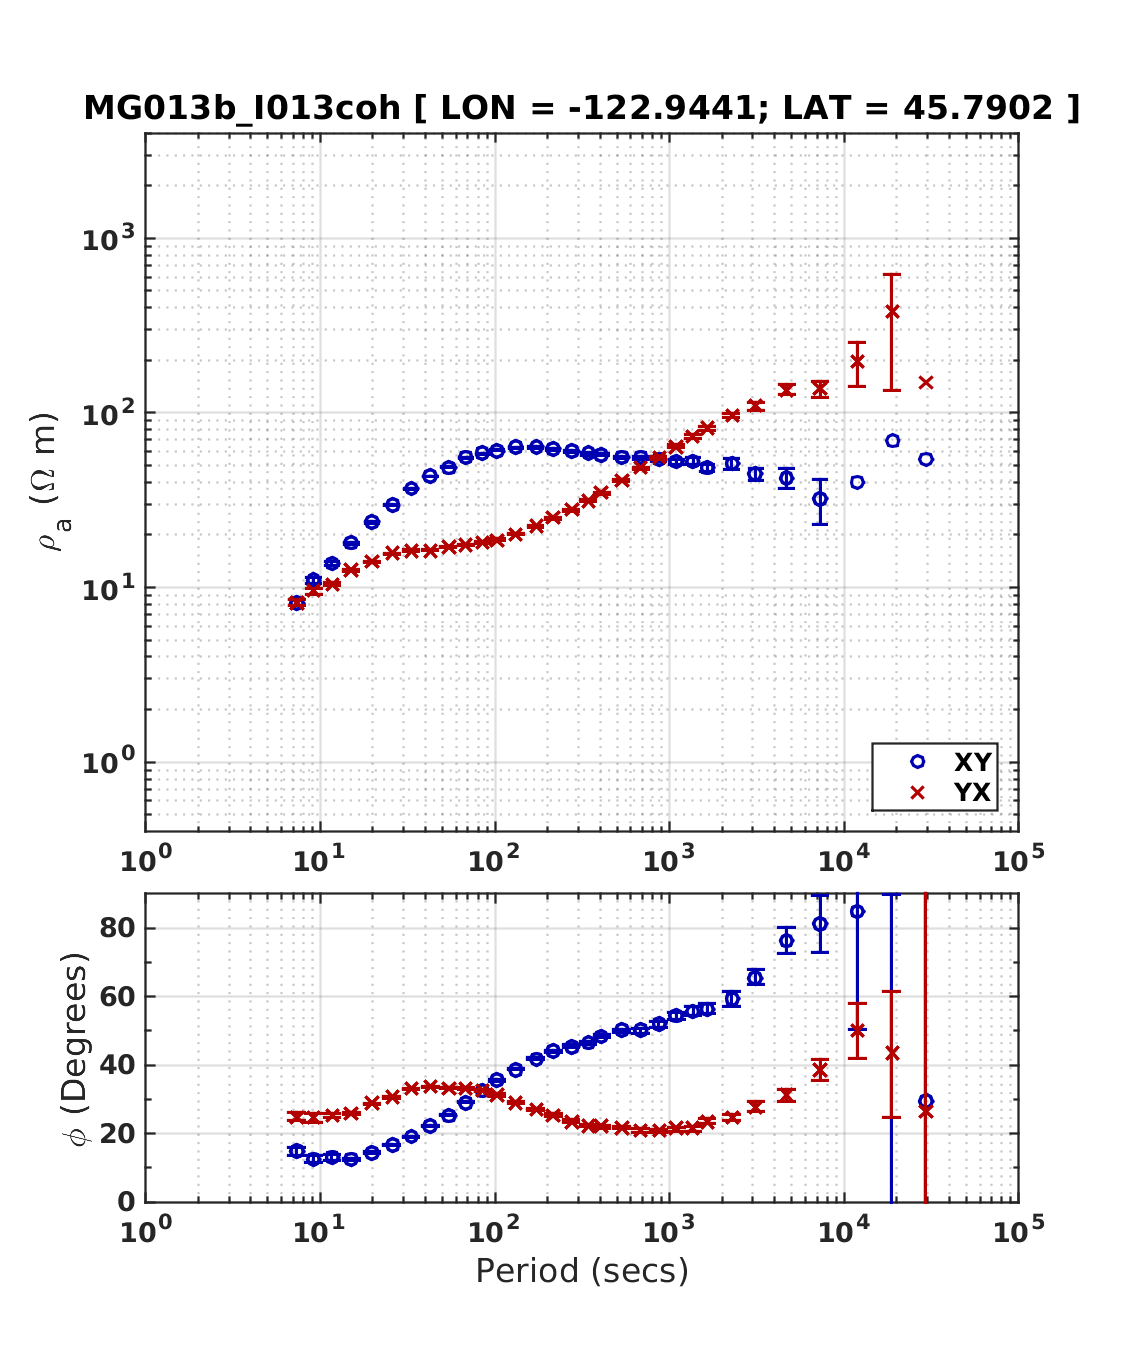 MG013b_I013coh [ LON = -122.9441; LAT = 45.7902 ]
10³
10²
10¹
10⁰
ρ a (Ω m)
XY
YX
10⁰ 10¹ 10² 10³ 10⁴ 10⁵
80
60
40
20
0
ϕ (Degrees)
10⁰ 10¹ 10² 10³ 10⁴ 10⁵
Period (secs)